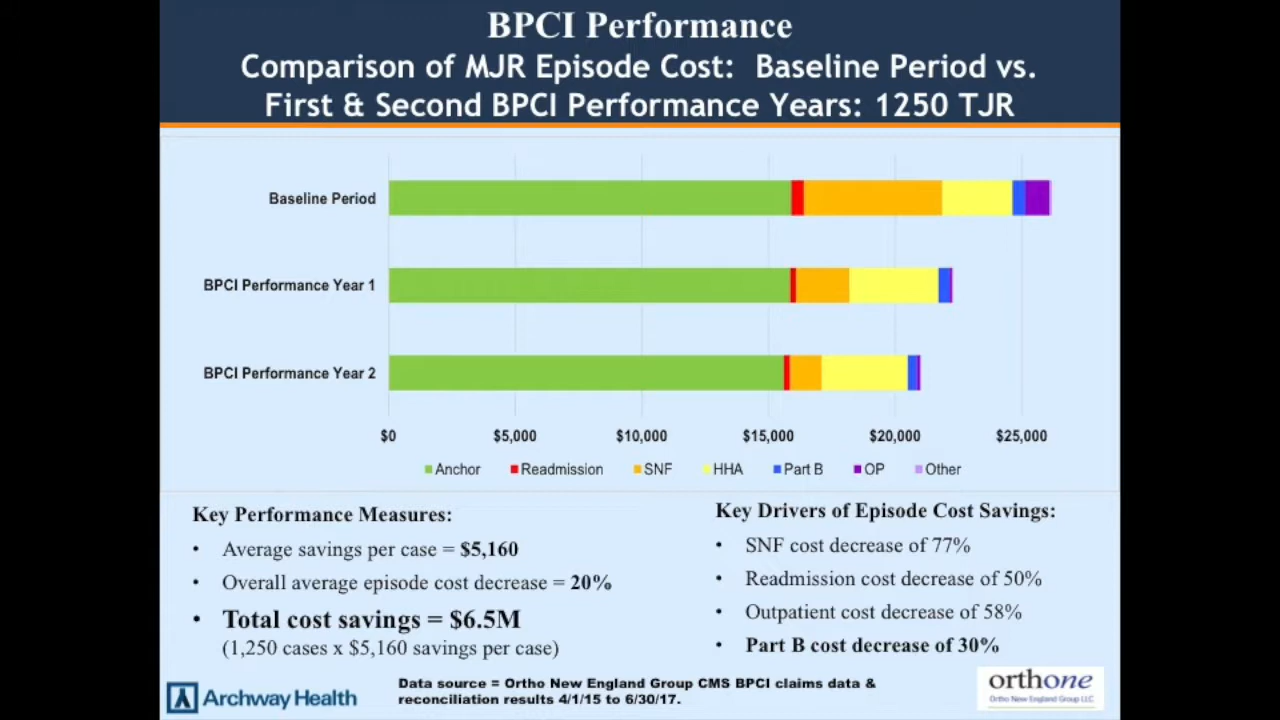 BPCI Performance
Comparison of MJR Episode Cost: Baseline Period vs.
First & Second BPCI Performance Years: 1250 TJR
Baseline Period
BPCI Performance Year 1
BPCI Performance Year 2
$0 $5,000 $10,000 $15,000 $20,000 $25,000
Anchor Readmission SNF HHA Part B OP Other
Key Performance Measures:
• Average savings per case = $5,160
• Overall average episode cost decrease = 20%
• Total cost savings = $6.5M
(1,250 cases x $5,160 savings per case)
Key Drivers of Episode Cost Savings:
• SNF cost decrease of 77%
• Readmission cost decrease of 50%
• Outpatient cost decrease of 58%
• Part B cost decrease of 30%
Archway Health
Data source = Ortho New England Group CMS BPCI claims data &
reconciliation results 4/1/15 to 6/30/17.
orthone
Ortho New England Group LLC